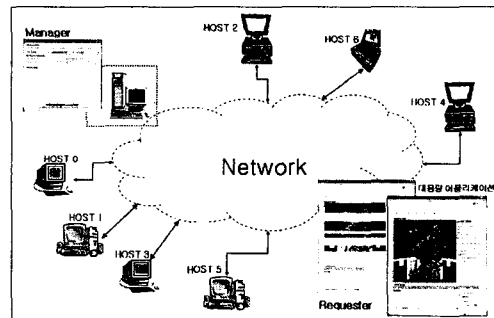 HOST 2
HOST 6
Manager
HOST 4
HOST 0
Network
대용량 어플리케이션
HOST 1
HOST 3
HOST 5
Requester